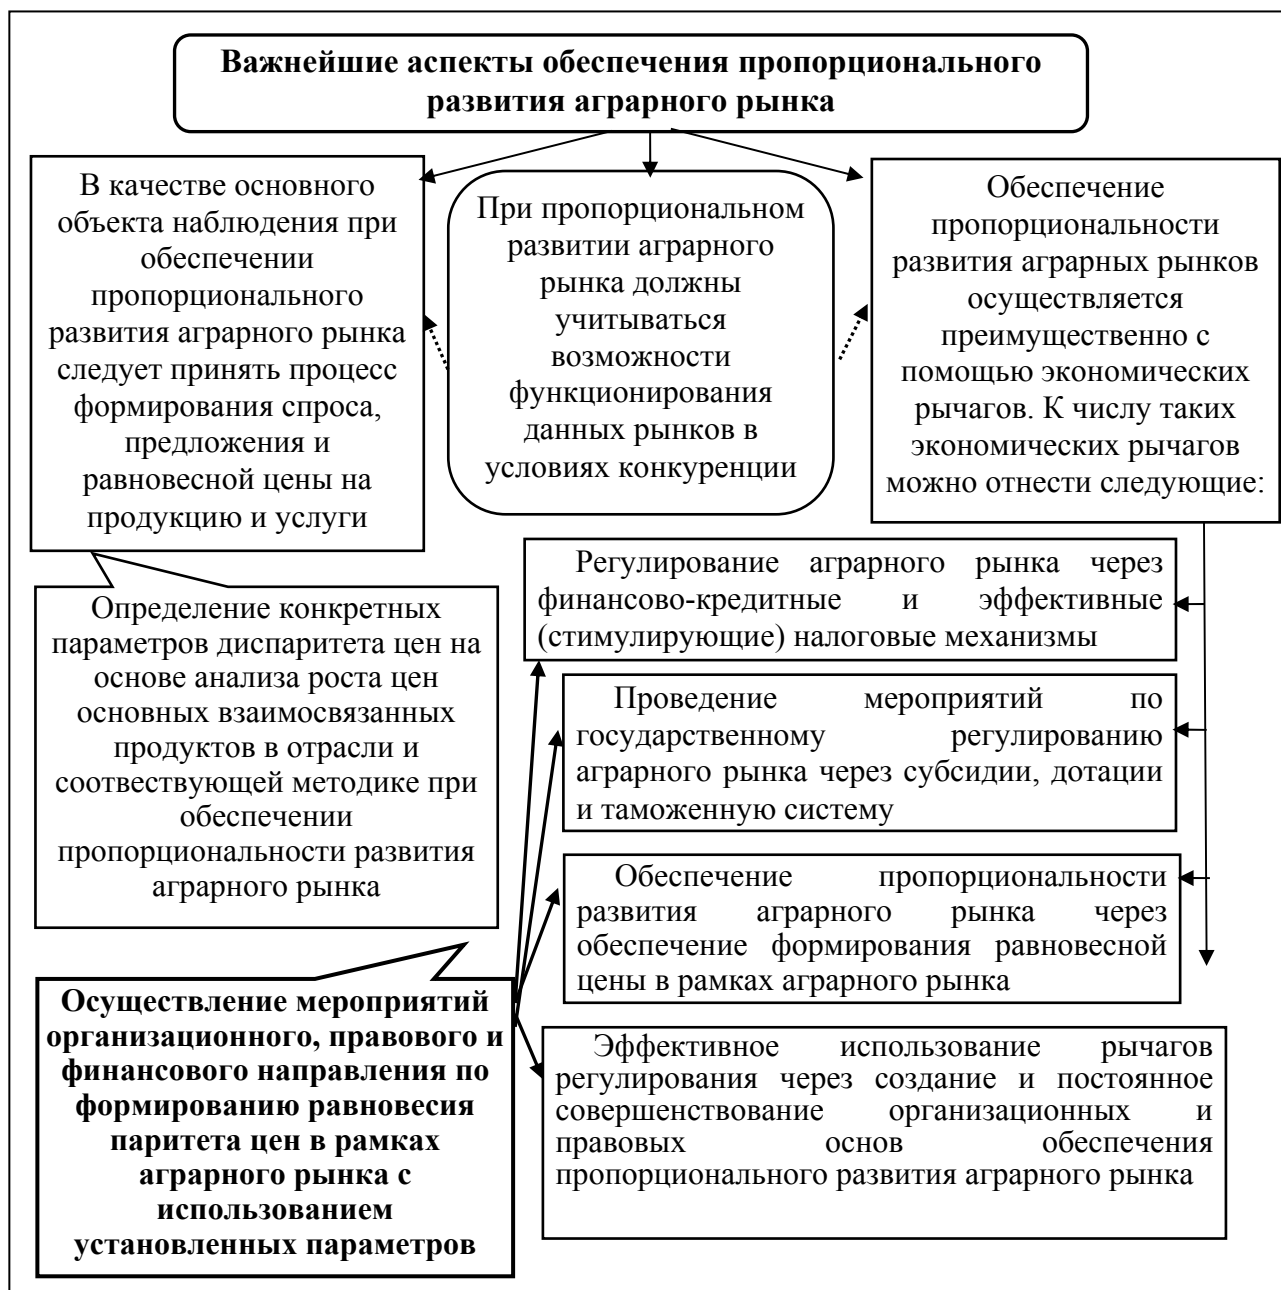 Важнейшие аспекты обеспечения пропорционального
развития аграрного рынка
В качестве основного
объекта наблюдения при
обеспечении
пропорционального
развития аграрного рынка
следует принять процесс
формирования спроса,
предложения и
равновесной цены на
продукцию и услуги
При пропорциональном
развитии аграрного
рынка должны
учитываться
возможности
функционирования
данных рынков в
условиях конкуренции
Обеспечение
пропорциональности
развития аграрных рынков
осуществляется
преимущественно с
помощью экономических
рычагов. К числу таких
экономических рычагов
можно отнести следующие:
Определение конкретных
параметров диспаритета цен на
основе анализа роста цен
основных взаимосвязанных
продуктов в отрасли и
соотвествующей методике при
обеспечении
пропорциональности развития
аграрного рынка
Регулирование аграрного рынка через
финансово-кредитные и эффективные
(стимулирующие) налоговые механизмы
Проведение мероприятий по
государственному регулированию
аграрного рынка через субсидии, дотации
и таможенную систему
Обеспечение пропорциональности
развития аграрного рынка через
обеспечение формирования равновесной
цены в рамках аграрного рынка
Осуществление мероприятий
организационного, правового и
финансового направления по
формированию равновесия
паритета цен в рамках
аграрного рынка с
использованием
установленных параметров
Эффективное использование рычагов
регулирования через создание и постоянное
совершенствование организационных и
правовых основ обеспечения
пропорционального развития аграрного рынка